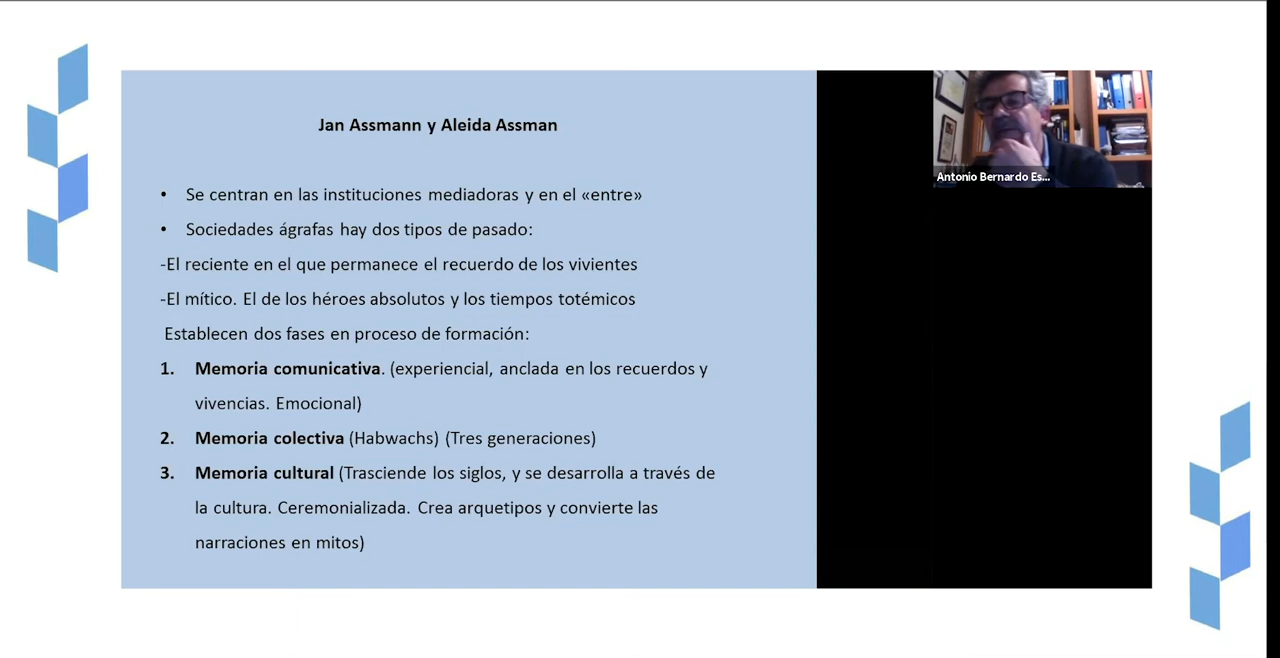 Jan Assmann y Aleida Assman
• Se centran en las instituciones mediadoras y en el «entre»
• Sociedades ágrafas hay dos tipos de pasado:
-El reciente en el que permanece el recuerdo de los vivientes
-El mítico. El de los héroes absolutos y los tiempos totémicos
Establecen dos fases en proceso de formación:
1. Memoria comunicativa. (experiencial, anclada en los recuerdos y
vivencias. Emocional)
2. Memoria colectiva (Habwachs) (Tres generaciones)
3. Memoria cultural (Trasciende los siglos, y se desarrolla a través de
la cultura. Ceremonializada. Crea arquetipos y convierte las
narraciones en mitos)
Antonio Bernardo Es...